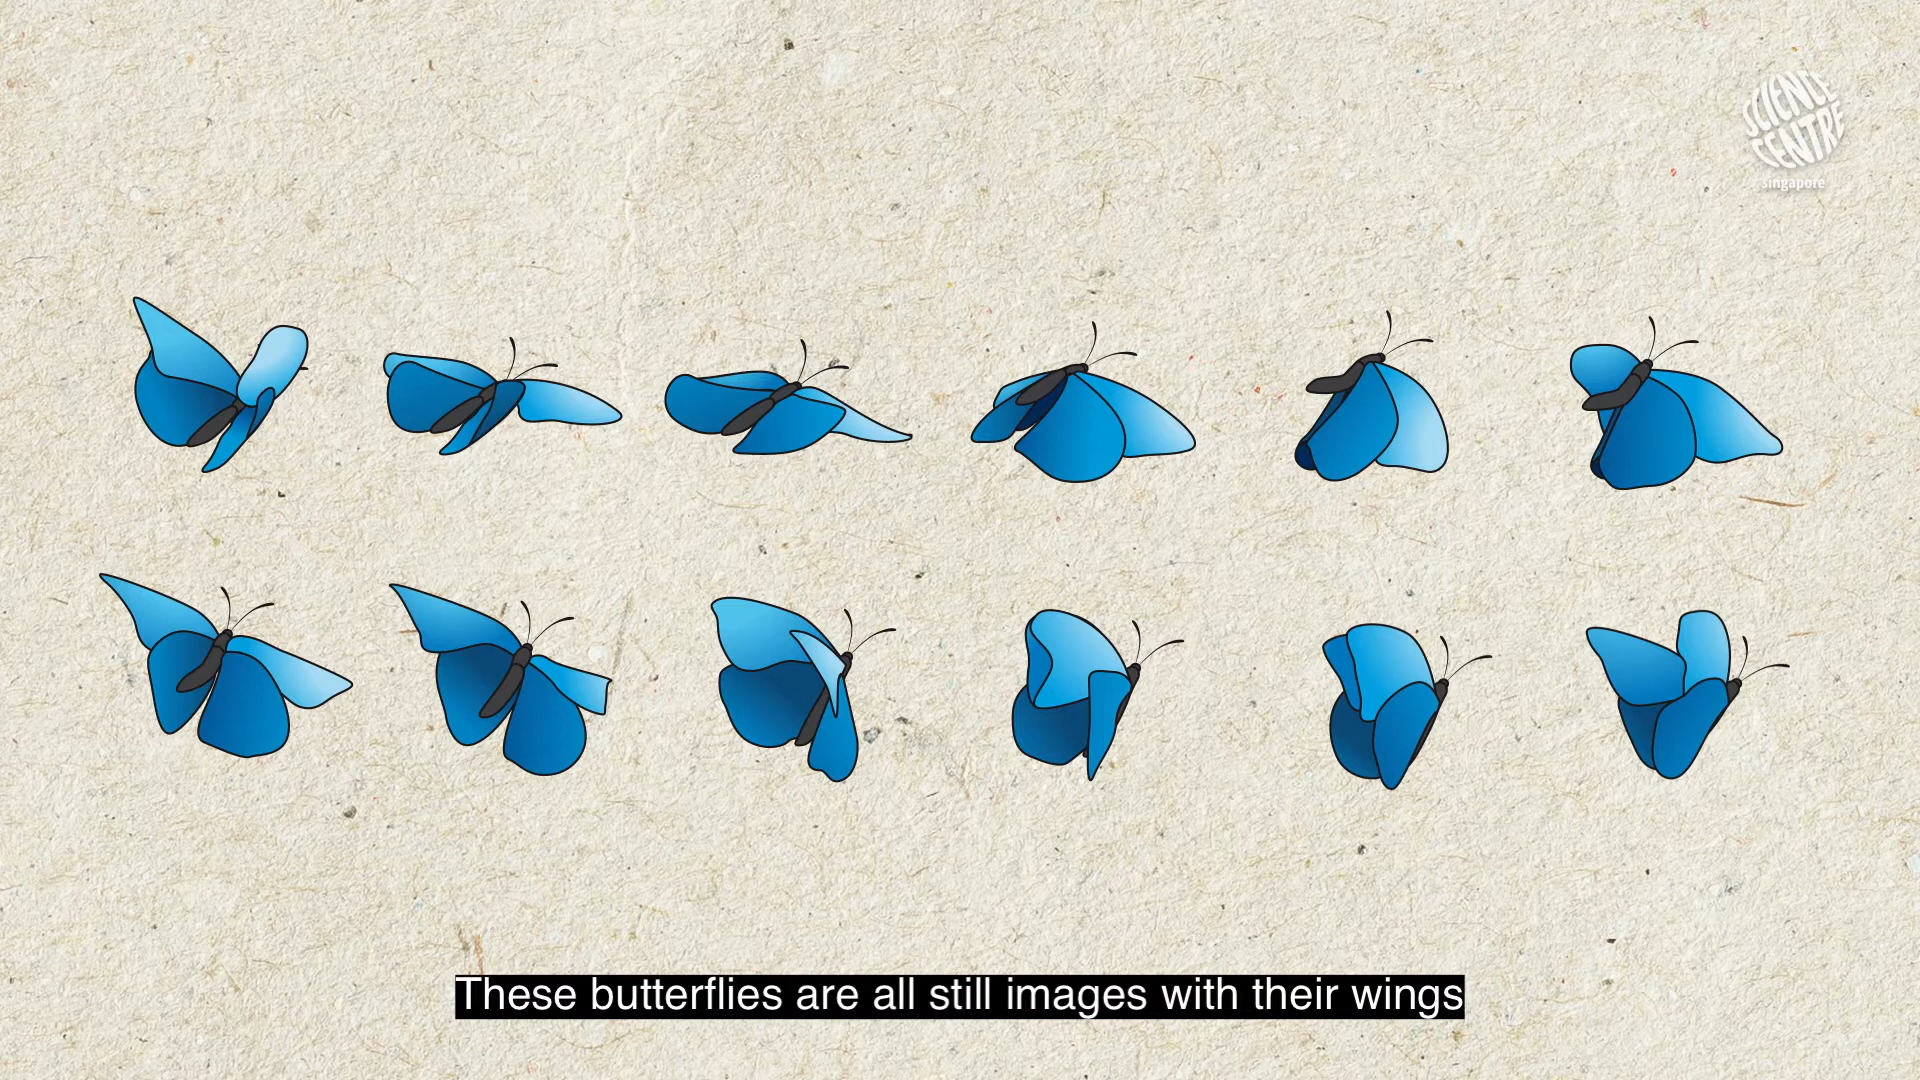 SCIENCE
CENTRE
singapore
These butterflies are all still images with their wings